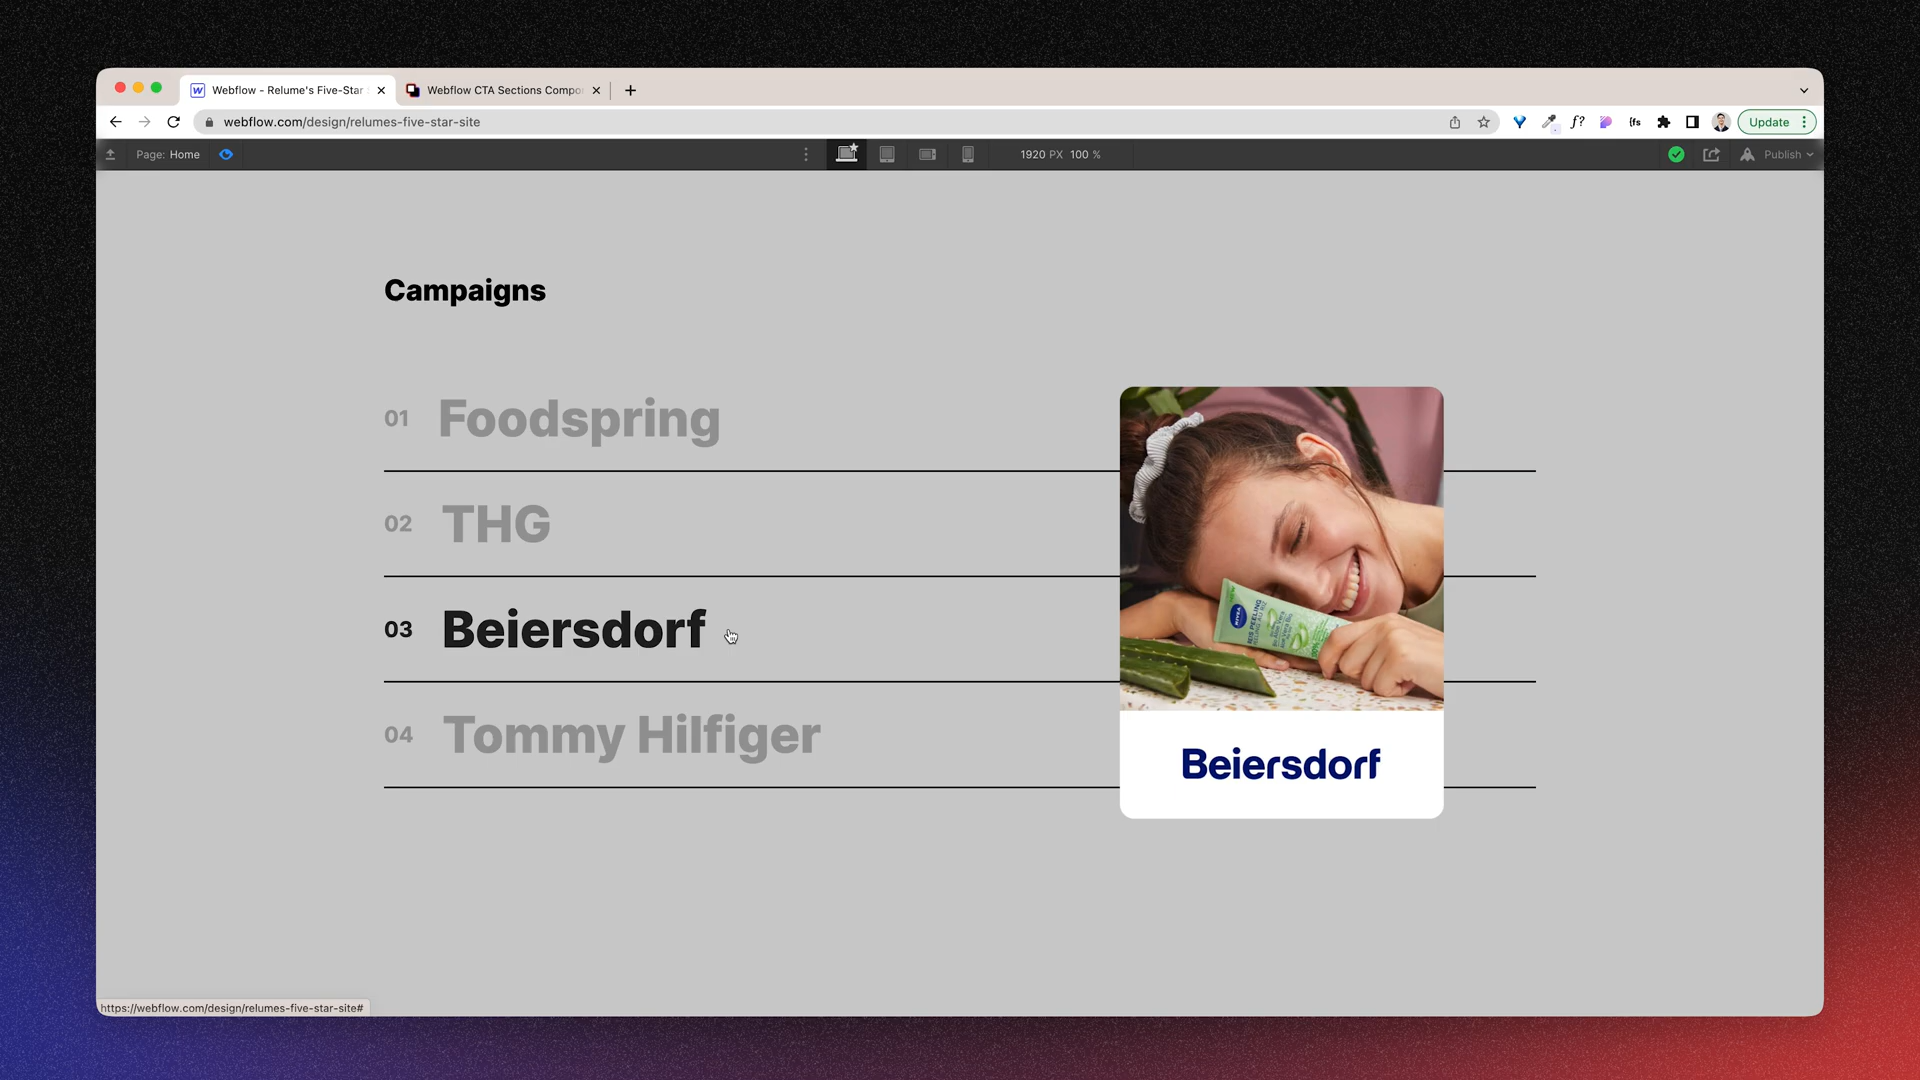 Webflow - Relume's Five-Star
Webflow CTA Sections Compo
webflow.com/design/relumes-five-star-site
f?
{fs
Update
Page: Home
1920 PX 100 %
Publish
Campaigns
01 Foodspring
02 THG
03 Beiersdorf
04 Tommy Hilfiger
NIVEA
Beiersdorf
https://webflow.com/design/relumes-five-star-site#